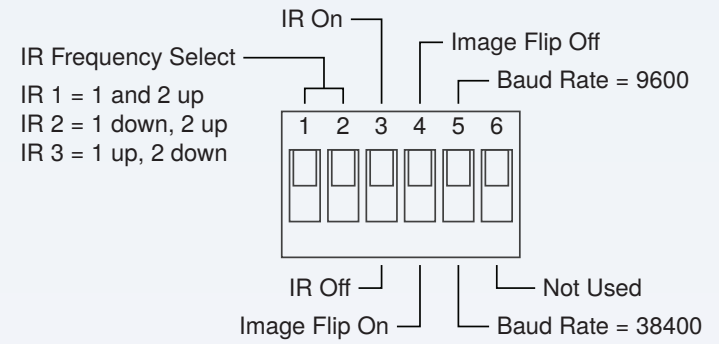 IR On
Image Flip Off
IR Frequency Select
Baud Rate = 9600
IR 1 = 1 and 2 up
IR 2 = 1 down, 2 up
IR 3 = 1 up, 2 down
1 2 3 4 5 6
IR Off
Not Used
Image Flip On
Baud Rate = 38400